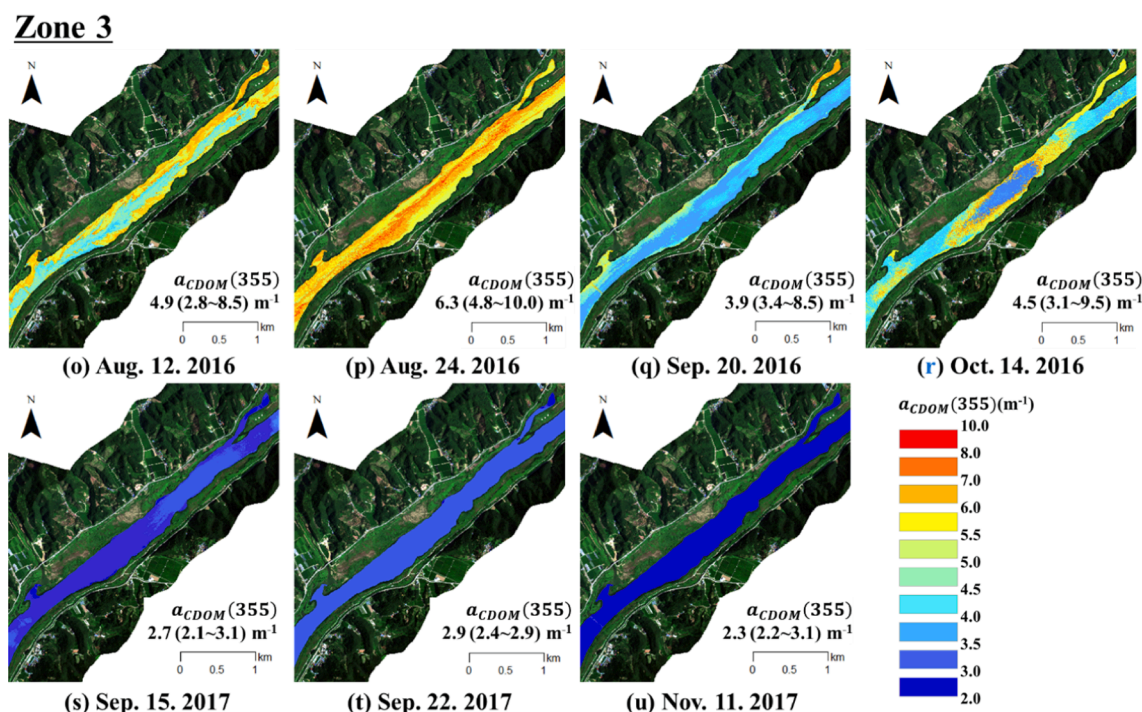 Zone 3
N
N
N
N
a_CDOM(355)
4.9 (2.8~8.5) m⁻¹
0 0.5 1 km
a_CDOM(355)
6.3 (4.8~10.0) m⁻¹
0 0.5 1 km
a_CDOM(355)
3.9 (3.4~8.5) m⁻¹
0 0.5 1 km
a_CDOM(355)
4.5 (3.1~9.5) m⁻¹
0 0.5 1 km
(o) Aug. 12. 2016
(p) Aug. 24. 2016
(q) Sep. 20. 2016
(r) Oct. 14. 2016
N
N
N
a_CDOM(355)
2.7 (2.1~3.1) m⁻¹
0 0.5 1 km
a_CDOM(355)
2.9 (2.4~2.9) m⁻¹
0 0.5 1 km
a_CDOM(355)
2.3 (2.2~3.1) m⁻¹
0 0.5 1 km
a_CDOM(355)(m⁻¹)
10.0
8.0
7.0
6.0
5.5
5.0
4.5
4.0
3.5
3.0
2.0
(s) Sep. 15. 2017
(t) Sep. 22. 2017
(u) Nov. 11. 2017